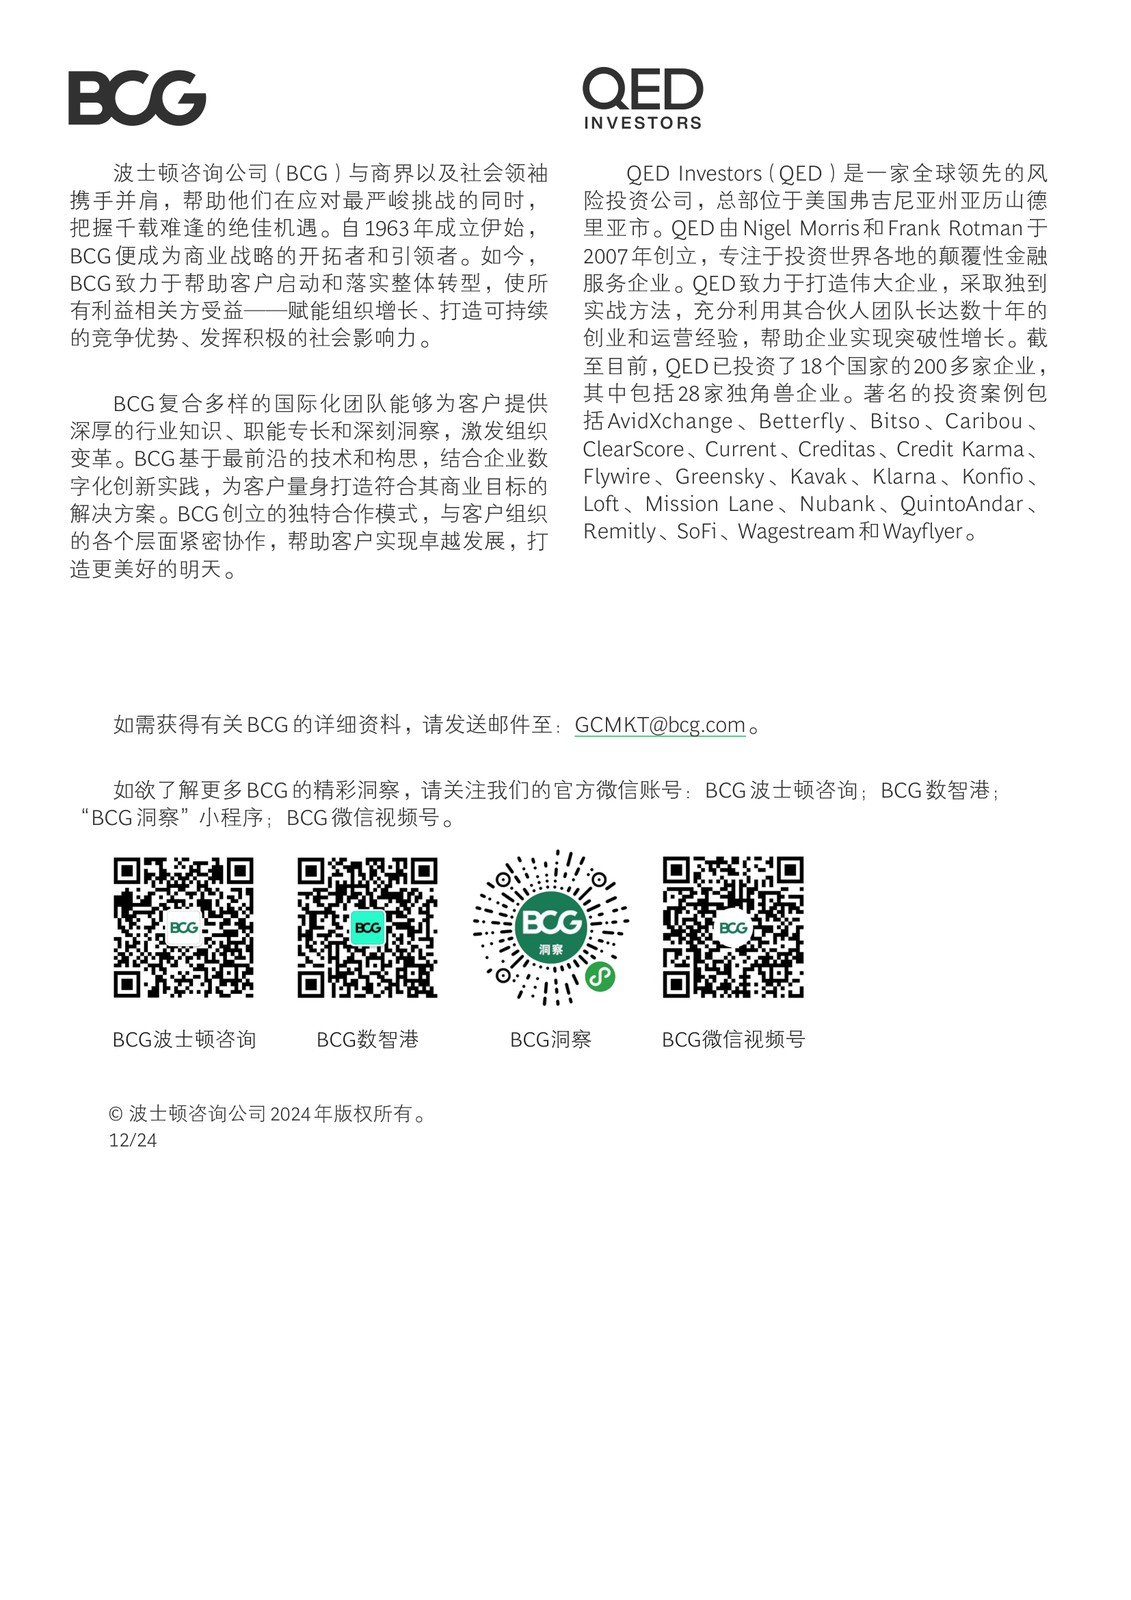 BCG
波士顿咨询公司（BCG）与商界以及社会领袖
携手并肩，帮助他们在应对最严峻挑战的同时，
把握千载难逢的绝佳机遇。自1963年成立伊始，
BCG便成为商业战略的开拓者和引领者。如今，
BCG致力于帮助客户启动和落实整体转型，使所
有利益相关方受益——赋能组织增长、打造可持续
的竞争优势、发挥积极的社会影响力。
BCG复合多样的国际化团队能够为客户提供
深厚的行业知识、职能专长和深刻洞察，激发组织
变革。BCG基于最前沿的技术和构思，结合企业数
字化创新实践，为客户量身打造符合其商业目标的
解决方案。BCG创立的独特合作模式，与客户组织
的各个层面紧密协作，帮助客户实现卓越发展，打
造更美好的明天。
QED
INVESTORS
QED Investors（QED）是一家全球领先的风
险投资公司，总部位于美国弗吉尼亚州亚历山德
里亚市。QED由Nigel Morris和Frank Rotman于
2007年创立，专注于投资世界各地的颠覆性金融
服务企业。QED致力于打造伟大企业，采取独到
实战方法，充分利用其合伙人团队长达数十年的
创业和运营经验，帮助企业实现突破性增长。截
至目前，QED已投资了18个国家的200多家企业，
其中包括28家独角兽企业。著名的投资案例包
括AvidXchange、Betterfly、Bitso、Caribou、
ClearScore、Current、Creditas、Credit Karma、
Flywire、Greensky、Kavak、Klarna、Konfio、
Loft、Mission Lane、Nubank、QuintoAndar、
Remitly、SoFi、Wagestream和Wayflyer。
如需获得有关BCG的详细资料，请发送邮件至：GCMKT@bcg.com。
如欲了解更多BCG的精彩洞察，请关注我们的官方微信账号：BCG波士顿咨询；BCG数智港；
“BCG洞察”小程序；BCG微信视频号。
BCG
BCG
BCG
洞察
BCG
BCG波士顿咨询
BCG数智港
BCG洞察
BCG微信视频号
© 波士顿咨询公司2024年版权所有。
12/24